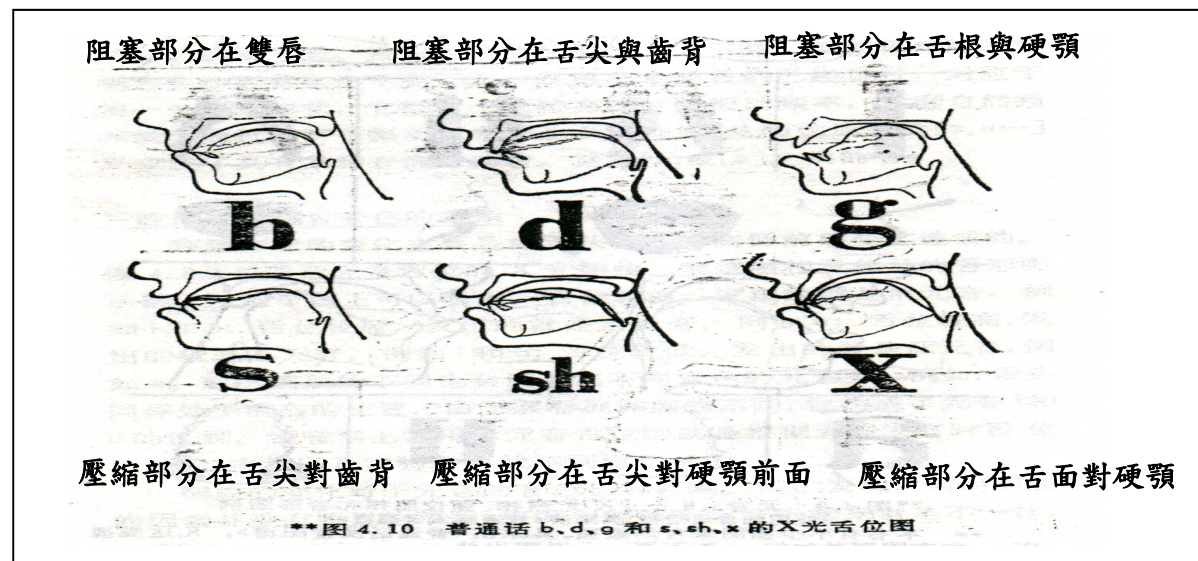 阻塞部分在雙唇 阻塞部分在舌尖與齒背 阻塞部分在舌根與硬顎
b d g
s sh x
壓縮部分在舌尖對齒背 壓縮部分在舌尖對硬顎前面 壓縮部分在舌面對硬顎
**图 4.10 普通话 b、d、g 和 s、sh、x 的X光舌位图